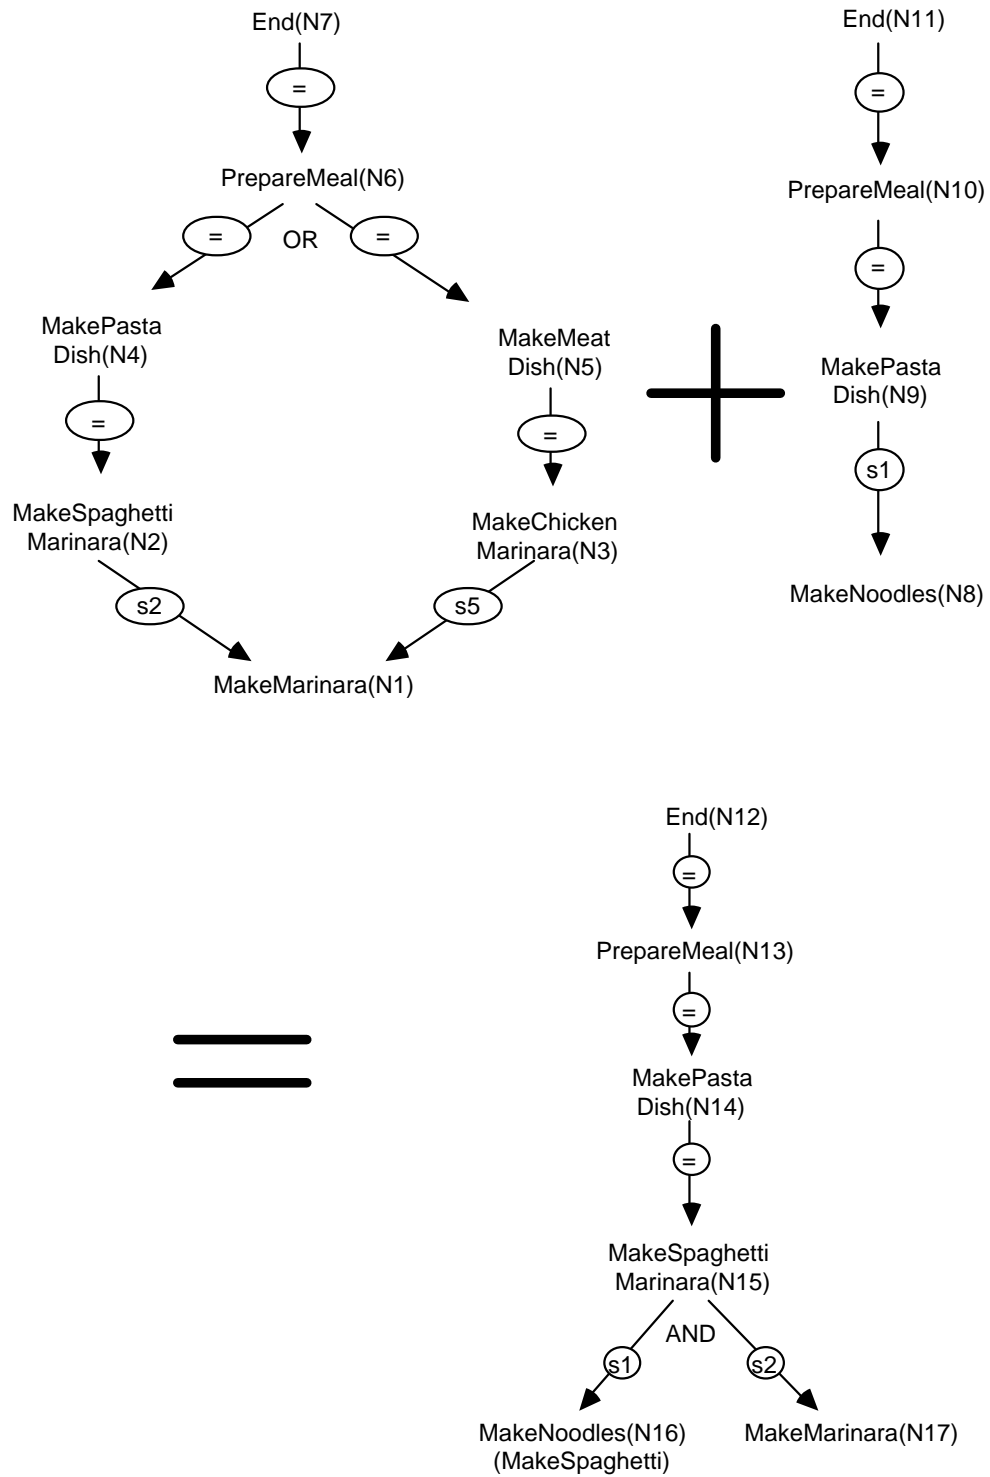 End(N7)
=
PrepareMeal(N6)
=
OR
=
MakePasta
Dish(N4)
=
MakeSpaghetti
Marinara(N2)
s2
MakeMeat
Dish(N5)
=
MakeChicken
Marinara(N3)
s5
MakeMarinara(N1)
+
End(N11)
=
PrepareMeal(N10)
=
MakePasta
Dish(N9)
s1
MakeNoodles(N8)
=
End(N12)
=
PrepareMeal(N13)
=
MakePasta
Dish(N14)
=
MakeSpaghetti
Marinara(N15)
AND
s1
s2
MakeNoodles(N16)
(MakeSpaghetti)
MakeMarinara(N17)